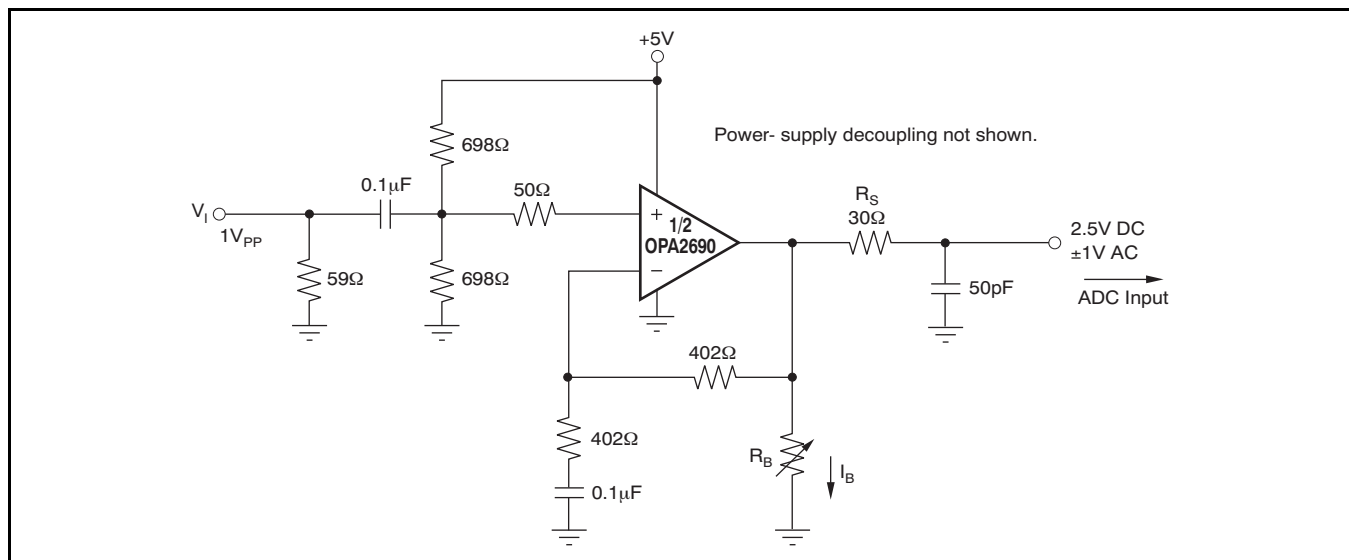 +5V
Power- supply decoupling not shown.
698Ω
0.1µF
50Ω
V_I
1V_PP
+
1/2
OPA2690
−
R_S
30Ω
2.5V DC
±1V AC
ADC Input
59Ω
698Ω
50pF
402Ω
402Ω
R_B
I_B
0.1µF